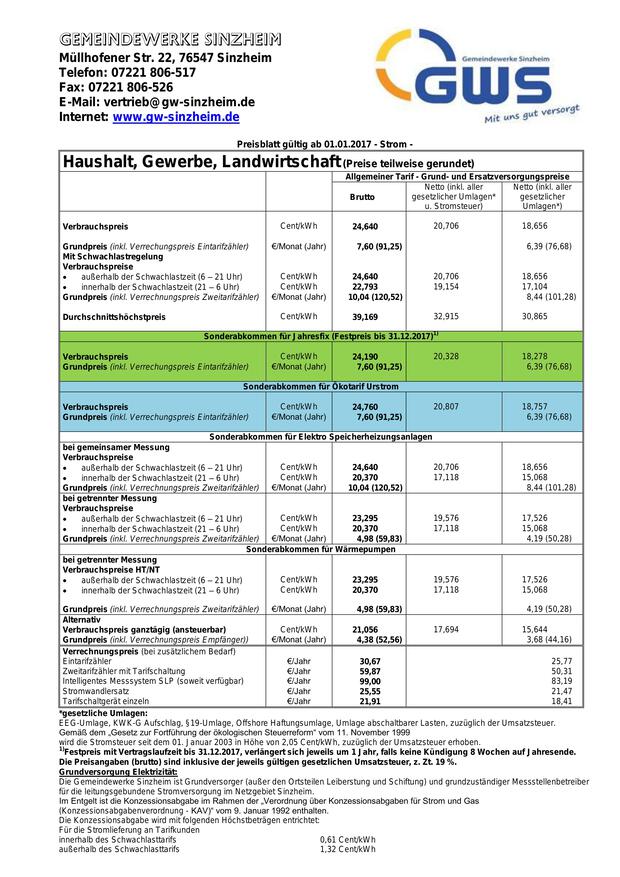 GEMEINDEWERKE SINZHEIM
Müllhofener Str. 22, 76547 Sinzheim
Telefon: 07221 806-517
Fax: 07221 806-526
E-Mail: vertrieb@gw-sinzheim.de
Internet: www.gw-sinzheim.de
Gemeindewerke Sinzheim
GWS
Mit uns gut versorgt
Preisblatt gültig ab 01.01.2017 - Strom -
Haushalt, Gewerbe, Landwirtschaft (Preise teilweise gerundet)
Allgemeiner Tarif - Grund- und Ersatzversorgungspreise
Brutto Netto (inkl. aller gesetzlicher Umlagen* u. Stromsteuer) Netto (inkl. aller gesetzlicher Umlagen*)
Verbrauchspreis Cent/kWh 24,640 20,706 18,656
Grundpreis (inkl. Verrechnungspreis Eintarifzähler) €/Monat (Jahr) 7,60 (91,25) 6,39 (76,68)
Mit Schwachlastregelung
Verbrauchspreise
• außerhalb der Schwachlastzeit (6 – 21 Uhr) Cent/kWh 24,640 20,706 18,656
• innerhalb der Schwachlastzeit (21 – 6 Uhr) Cent/kWh 22,793 19,154 17,104
Grundpreis (inkl. Verrechnungspreis Zweitarifzähler) €/Monat (Jahr) 10,04 (120,52) 8,44 (101,28)
Durchschnittshöchstpreis Cent/kWh 39,169 32,915 30,865
Sonderabkommen für Jahresfix (Festpreis bis 31.12.2017)1)
Verbrauchspreis Cent/kWh 24,190 20,328 18,278
Grundpreis (inkl. Verrechnungspreis Eintarifzähler) €/Monat (Jahr) 7,60 (91,25) 6,39 (76,68)
Sonderabkommen für Ökotarif Urstrom
Verbrauchspreis Cent/kWh 24,760 20,807 18,757
Grundpreis (inkl. Verrechnungspreis Eintarifzähler) €/Monat (Jahr) 7,60 (91,25) 6,39 (76,68)
Sonderabkommen für Elektro Speicherheizungsanlagen
bei gemeinsamer Messung
Verbrauchspreise
• außerhalb der Schwachlastzeit (6 – 21 Uhr) Cent/kWh 24,640 20,706 18,656
• innerhalb der Schwachlastzeit (21 – 6 Uhr) Cent/kWh 20,370 17,118 15,068
Grundpreis (inkl. Verrechnungspreis Zweitarifzähler) €/Monat (Jahr) 10,04 (120,52) 8,44 (101,28)
bei getrennter Messung
Verbrauchspreise
• außerhalb der Schwachlastzeit (6 – 21 Uhr) Cent/kWh 23,295 19,576 17,526
• innerhalb der Schwachlastzeit (21 – 6 Uhr) Cent/kWh 20,370 17,118 15,068
Grundpreis (inkl. Verrechnungspreis Zweitarifzähler) €/Monat (Jahr) 4,98 (59,83) 4,19 (50,28)
Sonderabkommen für Wärmepumpen
bei getrennter Messung
Verbrauchspreise HT/NT
• außerhalb der Schwachlastzeit (6 – 21 Uhr) Cent/kWh 23,295 19,576 17,526
• innerhalb der Schwachlastzeit (21 – 6 Uhr) Cent/kWh 20,370 17,118 15,068
Grundpreis (inkl. Verrechnungspreis Zweitarifzähler) €/Monat (Jahr) 4,98 (59,83) 4,19 (50,28)
Alternativ
Verbrauchspreis ganztägig (ansteuerbar) Cent/kWh 21,056 17,694 15,644
Grundpreis (inkl. Verrechnungspreis Empfänger)) €/Monat (Jahr) 4,38 (52,56) 3,68 (44,16)
Verrechnungspreis (bei zusätzlichem Bedarf)
Eintarifzähler €/Jahr 30,67 25,77
Zweitarifzähler mit Tarifschaltung €/Jahr 59,87 50,31
Intelligentes Messsystem SLP (soweit verfügbar) €/Jahr 99,00 83,19
Stromwandlersatz €/Jahr 25,55 21,47
Tarifschaltgerät einzeln €/Jahr 21,91 18,41
*gesetzliche Umlagen:
EEG-Umlage, KWK-G Aufschlag, §19-Umlage, Offshore Haftungsumlage, Umlage abschaltbarer Lasten, zuzüglich der Umsatzsteuer.
Gemäß dem „Gesetz zur Fortführung der ökologischen Steuerreform" vom 11. November 1999
wird die Stromsteuer seit dem 01. Januar 2003 in Höhe von 2,05 Cent/kWh, zuzüglich der Umsatzsteuer erhoben.
1)Festpreis mit Vertragslaufzeit bis 31.12.2017, verlängert sich jeweils um 1 Jahr, falls keine Kündigung 8 Wochen auf Jahresende.
Die Preisangaben (brutto) sind inklusive der jeweils gültigen gesetzlichen Umsatzsteuer, z. Zt. 19 %.
Grundversorgung Elektrizität:
Die Gemeindewerke Sinzheim ist Grundversorger (außer den Ortsteilen Leiberstung und Schiftung) und grundzuständiger Messstellenbetreiber
für die leitungsgebundene Stromversorgung im Netzgebiet Sinzheim.
Im Entgelt ist die Konzessionsabgabe im Rahmen der „Verordnung über Konzessionsabgaben für Strom und Gas
(Konzessionsabgabenverordnung - KAV)" vom 9. Januar 1992 enthalten.
Die Konzessionsabgabe wird mit folgenden Höchstbeträgen entrichtet:
Für die Stromlieferung an Tarifkunden
innerhalb des Schwachlasttarifs 0,61 Cent/kWh
außerhalb des Schwachlasttarifs 1,32 Cent/kWh